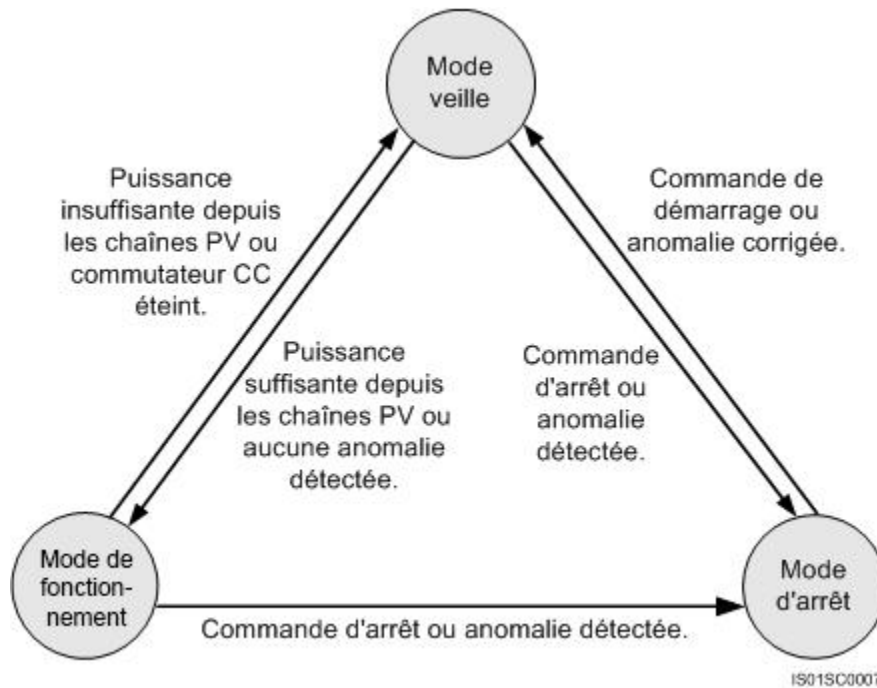 Mode
veille
Puissance
insuffisante depuis
les chaînes PV ou
commutateur CC
éteint.
Commande de
démarrage ou
anomalie corrigée.
Puissance
suffisante depuis
les chaînes PV ou
aucune anomalie
détectée.
Commande
d'arrêt ou
anomalie
détectée.
Mode de
fonction-
nement
Mode
d'arrêt
Commande d'arrêt ou anomalie détectée.
IS01SC0007